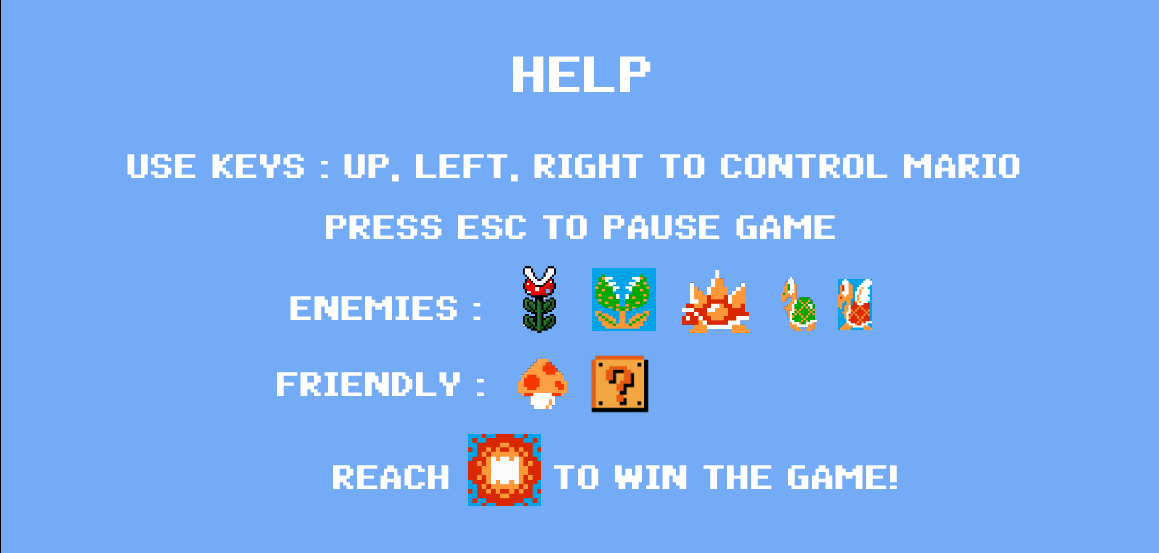 HELP
USE KEYS : UP, LEFT, RIGHT TO CONTROL MARIO
PRESS ESC TO PAUSE GAME
ENEMIES :
FRIENDLY : ?
REACH TO WIN THE GAME!